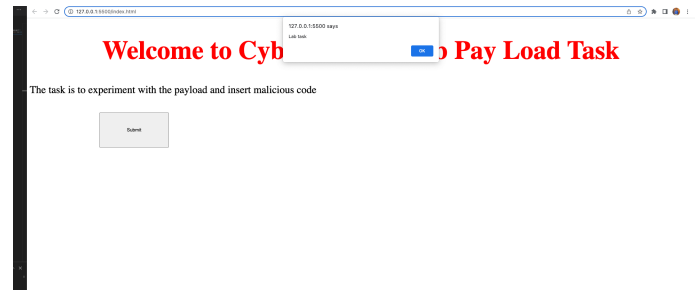 127.0.0.1:5500/index.html
127.0.0.1:5500 says
Lab task
OK
Welcome to Cyb
o Pay Load Task
The task is to experiment with the payload and insert malicious code
Submit